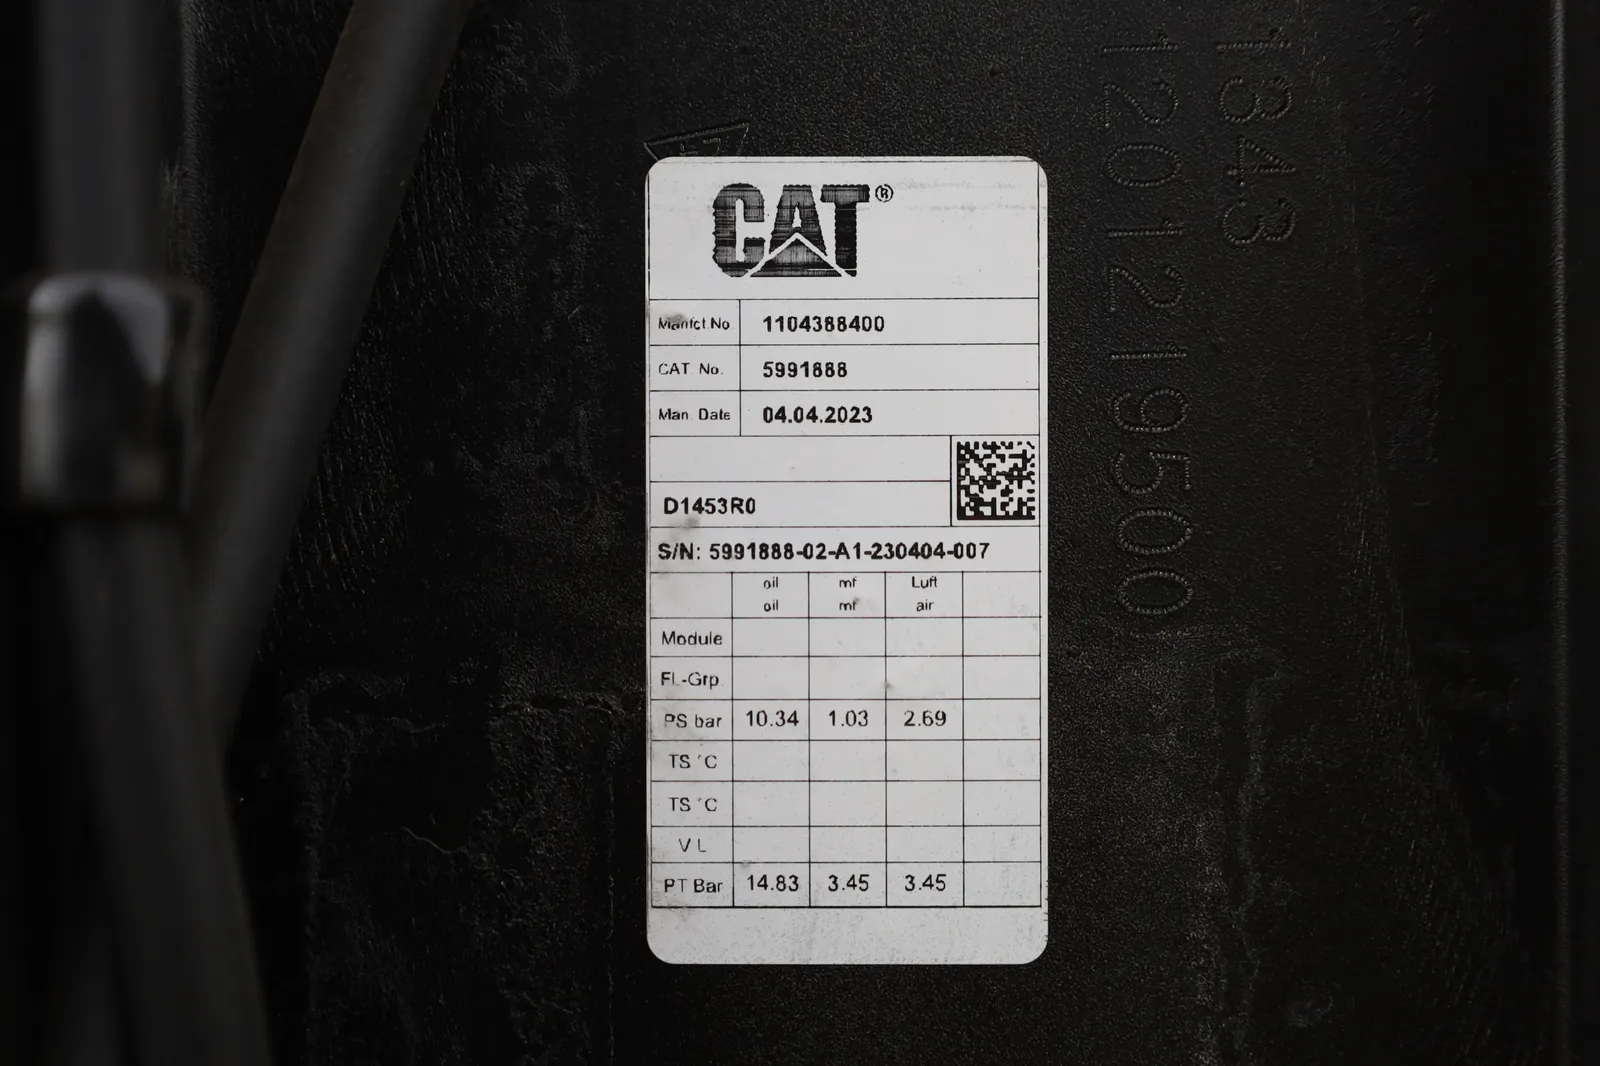 CAT®
Manfct.No. 1104388400
CAT. No. 5991888
Man. Date 04.04.2023
D1453R0
S/N: 5991888-02-A1-230404-007
oil mf Luft
oil mf air
Module
FL-Grp.
PS bar 10.34 1.03 2.69
TS °C
TS °C
V L
PT Bar 14.83 3.45 3.45
1343
1201219500